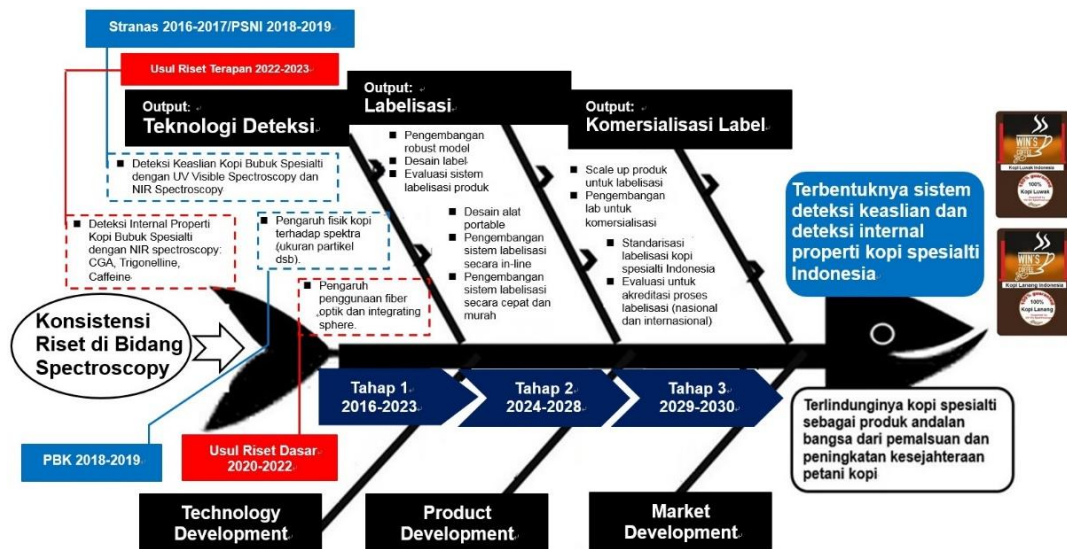 Stranas 2016-2017/PSNI 2018-2019
Usul Riset Terapan 2022-2023
Output:
Teknologi Deteksi
Output:
Labelisasi
Output:
Komersialisasi Label
■ Deteksi Keaslian Kopi Bubuk Spesialti
dengan UV Visible Spectroscopy dan
NIR Spectroscopy
■ Deteksi Internal Properti
Kopi Bubuk Spesialti
dengan NIR spectroscopy:
CGA, Trigonelline,
Caffeine
■ Pengaruh fisik kopi
terhadap spektra
(ukuran partikel
dsb).
■ Pengaruh
penggunaan fiber
optik dan integrating
sphere.
■ Pengembangan
robust model
■ Desain label
■ Evaluasi sistem
labelisasi produk
■ Desain alat
portable
■ Pengembangan
sistem labelisasi
secara in-line
■ Pengembangan
sistem labelisasi
secara cepat dan
murah
■ Scale up produk
untuk labelisasi
■ Pengembangan
lab untuk
komersialisasi
■ Standarisasi
labelisasi kopi
spesialti Indonesia
■ Evaluasi untuk
akreditasi proses
labelisasi (nasional
dan internasional)
Terbentuknya sistem
deteksi keaslian dan
deteksi internal
properti kopi spesialti
Indonesia
WIN'S
COFFEE
Kopi Luwak Indonesia
100%
Kopi Luwak
WIN'S
COFFEE
Kopi Lanang Indonesia
100%
Kopi Lanang
Konsistensi
Riset di Bidang
Spectroscopy
Tahap 1
2016-2023
Tahap 2
2024-2028
Tahap 3
2029-2030
Terlindunginya kopi spesialti
sebagai produk andalan
bangsa dari pemalsuan dan
peningkatan kesejahteraan
petani kopi
PBK 2018-2019
Usul Riset Dasar
2020-2022
Technology
Development
Product
Development
Market
Development